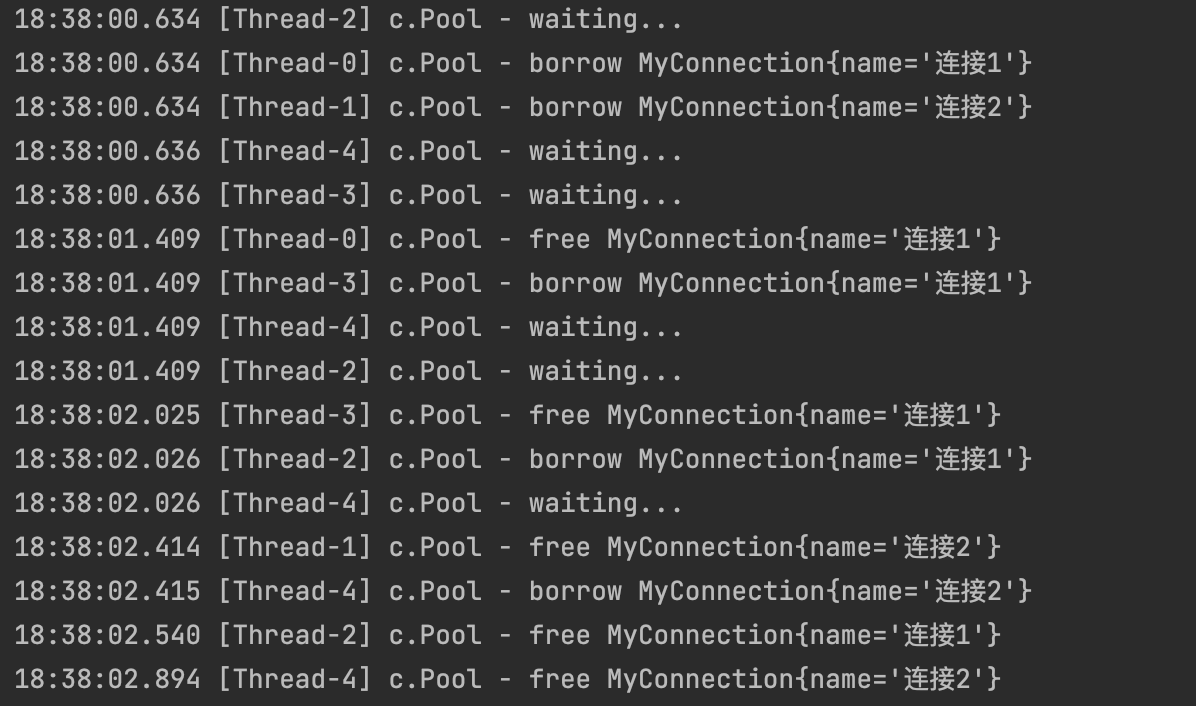 18:38:00.634 [Thread-2] c.Pool - waiting...
18:38:00.634 [Thread-0] c.Pool - borrow MyConnection{name='连接1'}
18:38:00.634 [Thread-1] c.Pool - borrow MyConnection{name='连接2'}
18:38:00.636 [Thread-4] c.Pool - waiting...
18:38:00.636 [Thread-3] c.Pool - waiting...
18:38:01.409 [Thread-0] c.Pool - free MyConnection{name='连接1'}
18:38:01.409 [Thread-3] c.Pool - borrow MyConnection{name='连接1'}
18:38:01.409 [Thread-4] c.Pool - waiting...
18:38:01.409 [Thread-2] c.Pool - waiting...
18:38:02.025 [Thread-3] c.Pool - free MyConnection{name='连接1'}
18:38:02.026 [Thread-2] c.Pool - borrow MyConnection{name='连接1'}
18:38:02.026 [Thread-4] c.Pool - waiting...
18:38:02.414 [Thread-1] c.Pool - free MyConnection{name='连接2'}
18:38:02.415 [Thread-4] c.Pool - borrow MyConnection{name='连接2'}
18:38:02.540 [Thread-2] c.Pool - free MyConnection{name='连接1'}
18:38:02.894 [Thread-4] c.Pool - free MyConnection{name='连接2'}